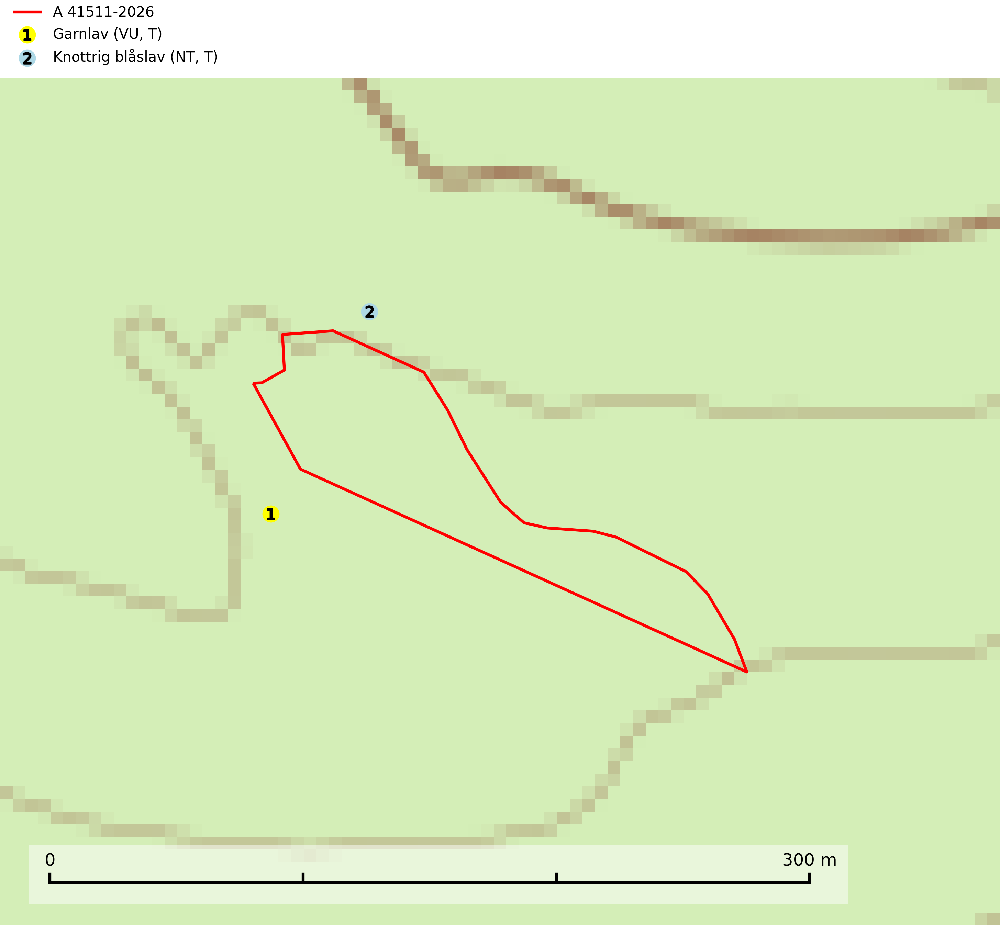 A 41511-2026
1 Garnlav (VU, T)
2 Knottrig blåslav (NT, T)
2
1
0 300 m